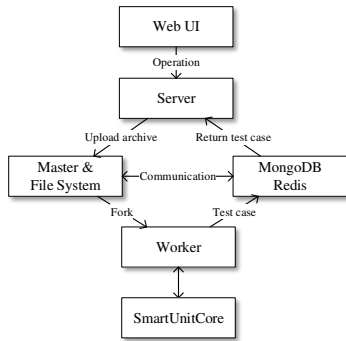 Web UI
Operation
Server
Upload archive
Return test case
Master &
File System
Communication
MongoDB
Redis
Fork
Test case
Worker
SmartUnitCore